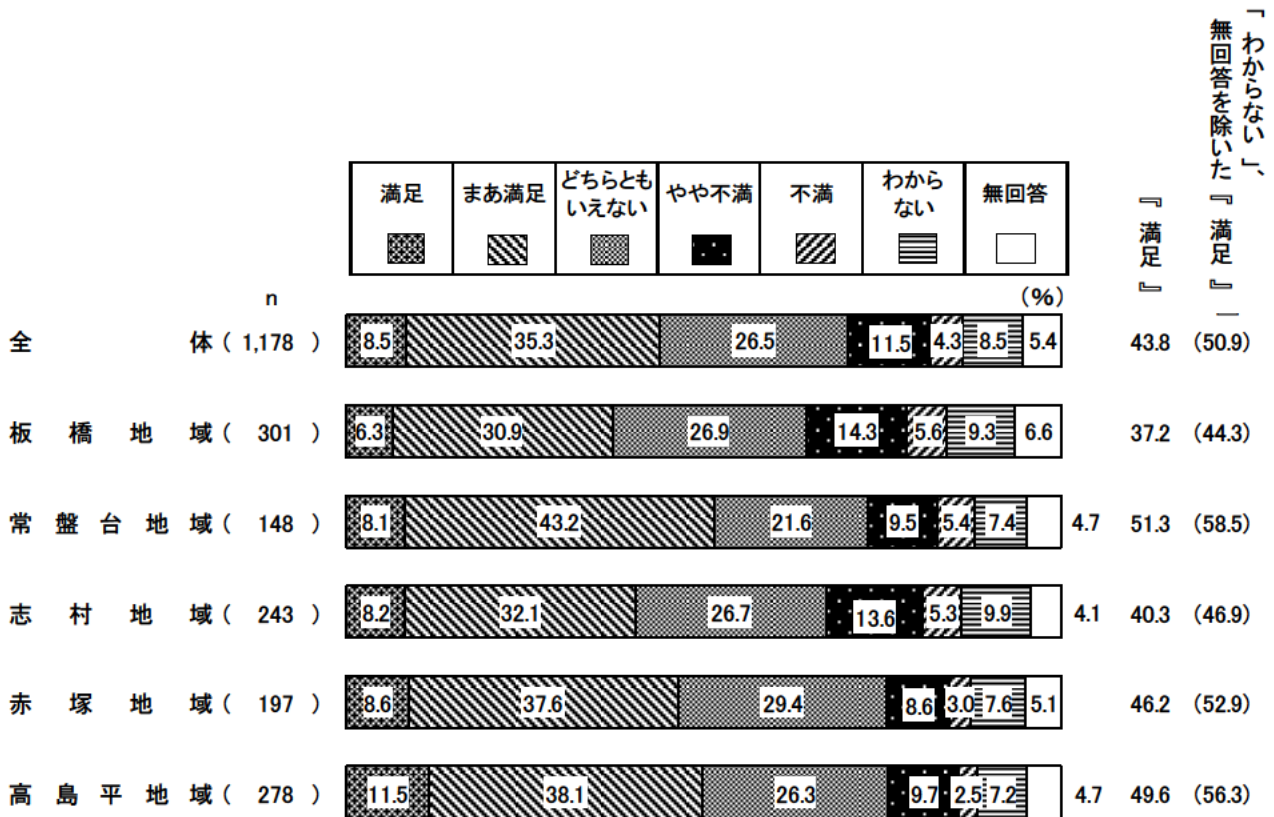 「わからない」、
無回答を除いた『満足』
『満足』
満足 まあ満足 どちらとも やや不満 不満 わから 無回答
いえない ない
n (%)
全体( 1,178 ) 8.5 35.3 26.5 11.5 4.3 8.5 5.4 43.8 (50.9)
板橋地域( 301 ) 6.3 30.9 26.9 14.3 5.6 9.3 6.6 37.2 (44.3)
常盤台地域( 148 ) 8.1 43.2 21.6 9.5 5.4 7.4 4.7 51.3 (58.5)
志村地域( 243 ) 8.2 32.1 26.7 13.6 5.3 9.9 4.1 40.3 (46.9)
赤塚地域( 197 ) 8.6 37.6 29.4 8.6 3.0 7.6 5.1 46.2 (52.9)
高島平地域( 278 ) 11.5 38.1 26.3 9.7 2.5 7.2 4.7 49.6 (56.3)